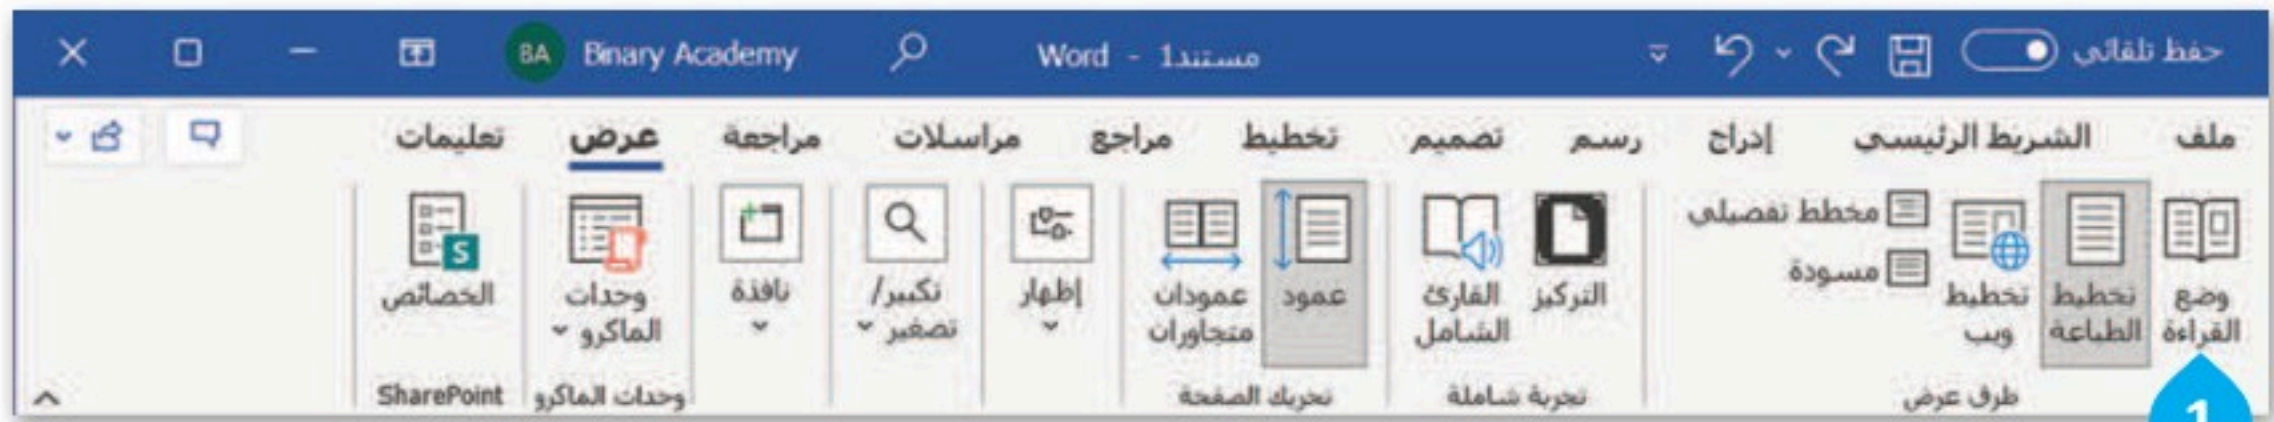 حفظ تلقائي
مستند1 - Word
Binary Academy
BA
ملف
الشريط الرئيسي
إدراج
رسم
تصميم
تخطيط
مراجع
مراسلات
مراجعة
عرض
تعليمات
وضع
القراءة
تخطيط
الطباعة
تخطيط
ويب
مخطط تفصيلي
مسودة
طرق عرض
التركيز
القارئ
الشامل
تجربة شاملة
عمود
عمودان
متجاوران
تحريك الصفحة
إظهار
تكبير/
تصغير
نافذة
وحدات
الماكرو
وحدات الماكرو
S
الخصائص
SharePoint
1